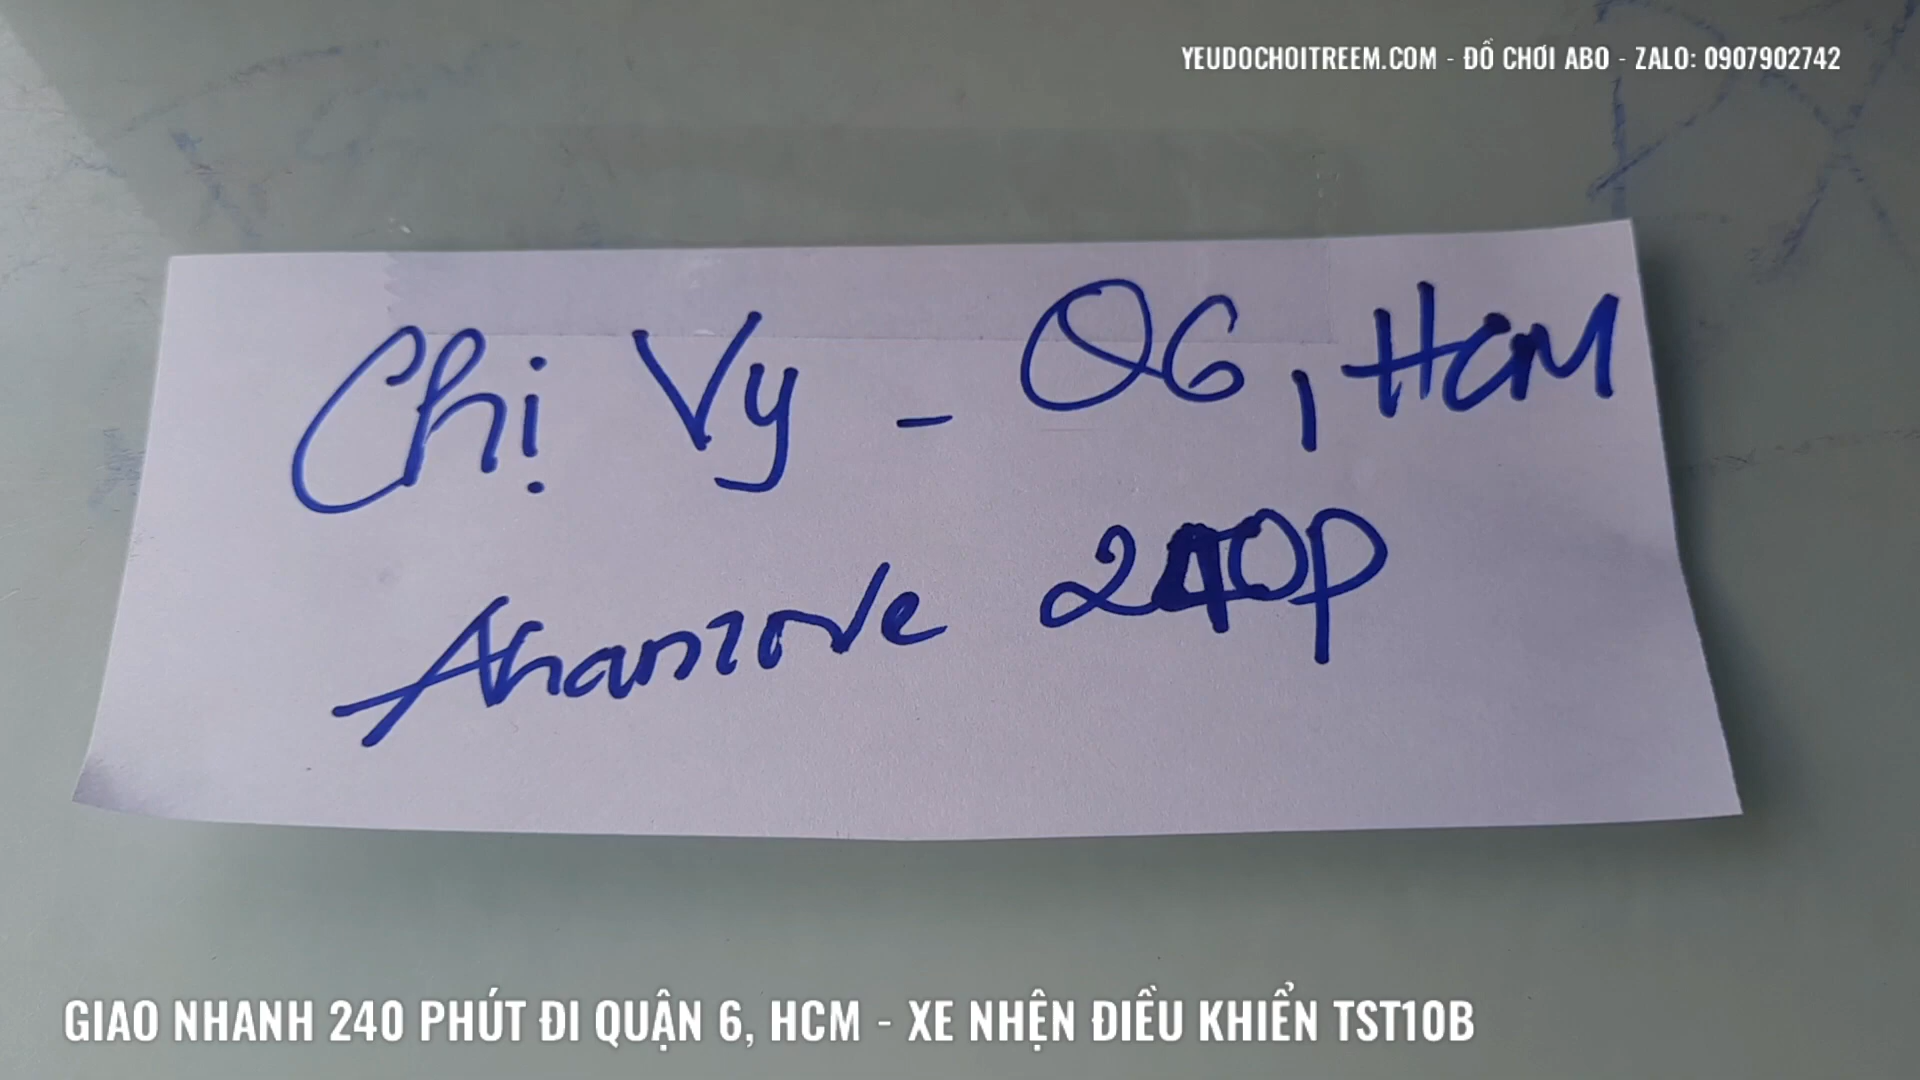 YEUDOCHOITREEM.COM - ĐỒ CHƠI ABO - ZALO: 0907902742
Chị Vy - Q6, HCM
Ahamove 240p
GIAO NHANH 240 PHÚT ĐI QUẬN 6, HCM - XE NHỆN ĐIỀU KHIỂN TST10B